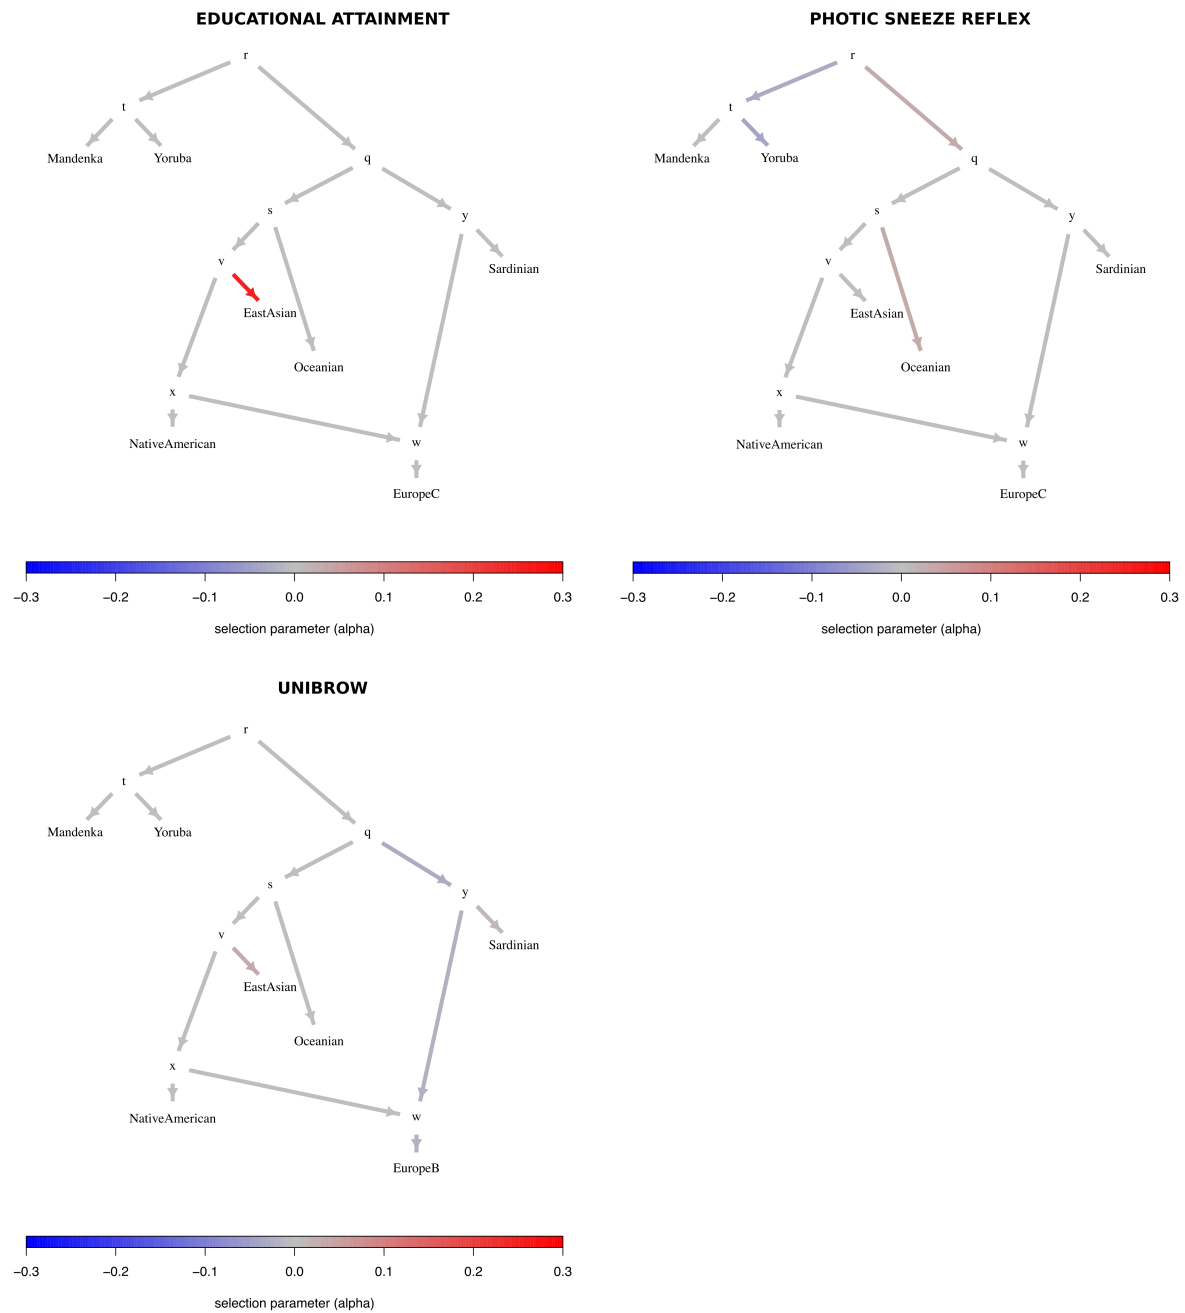 EDUCATIONAL ATTAINMENT
r
t
Mandenka
Yoruba
q
s
y
v
Sardinian
EastAsian
Oceanian
x
NativeAmerican
w
EuropeC
−0.3 −0.2 −0.1 0.0 0.1 0.2 0.3
selection parameter (alpha)
PHOTIC SNEEZE REFLEX
r
t
Mandenka
Yoruba
q
s
y
v
Sardinian
EastAsian
Oceanian
x
NativeAmerican
w
EuropeC
−0.3 −0.2 −0.1 0.0 0.1 0.2 0.3
selection parameter (alpha)
UNIBROW
r
t
Mandenka
Yoruba
q
s
y
v
Sardinian
EastAsian
Oceanian
x
NativeAmerican
w
EuropeB
−0.3 −0.2 −0.1 0.0 0.1 0.2 0.3
selection parameter (alpha)